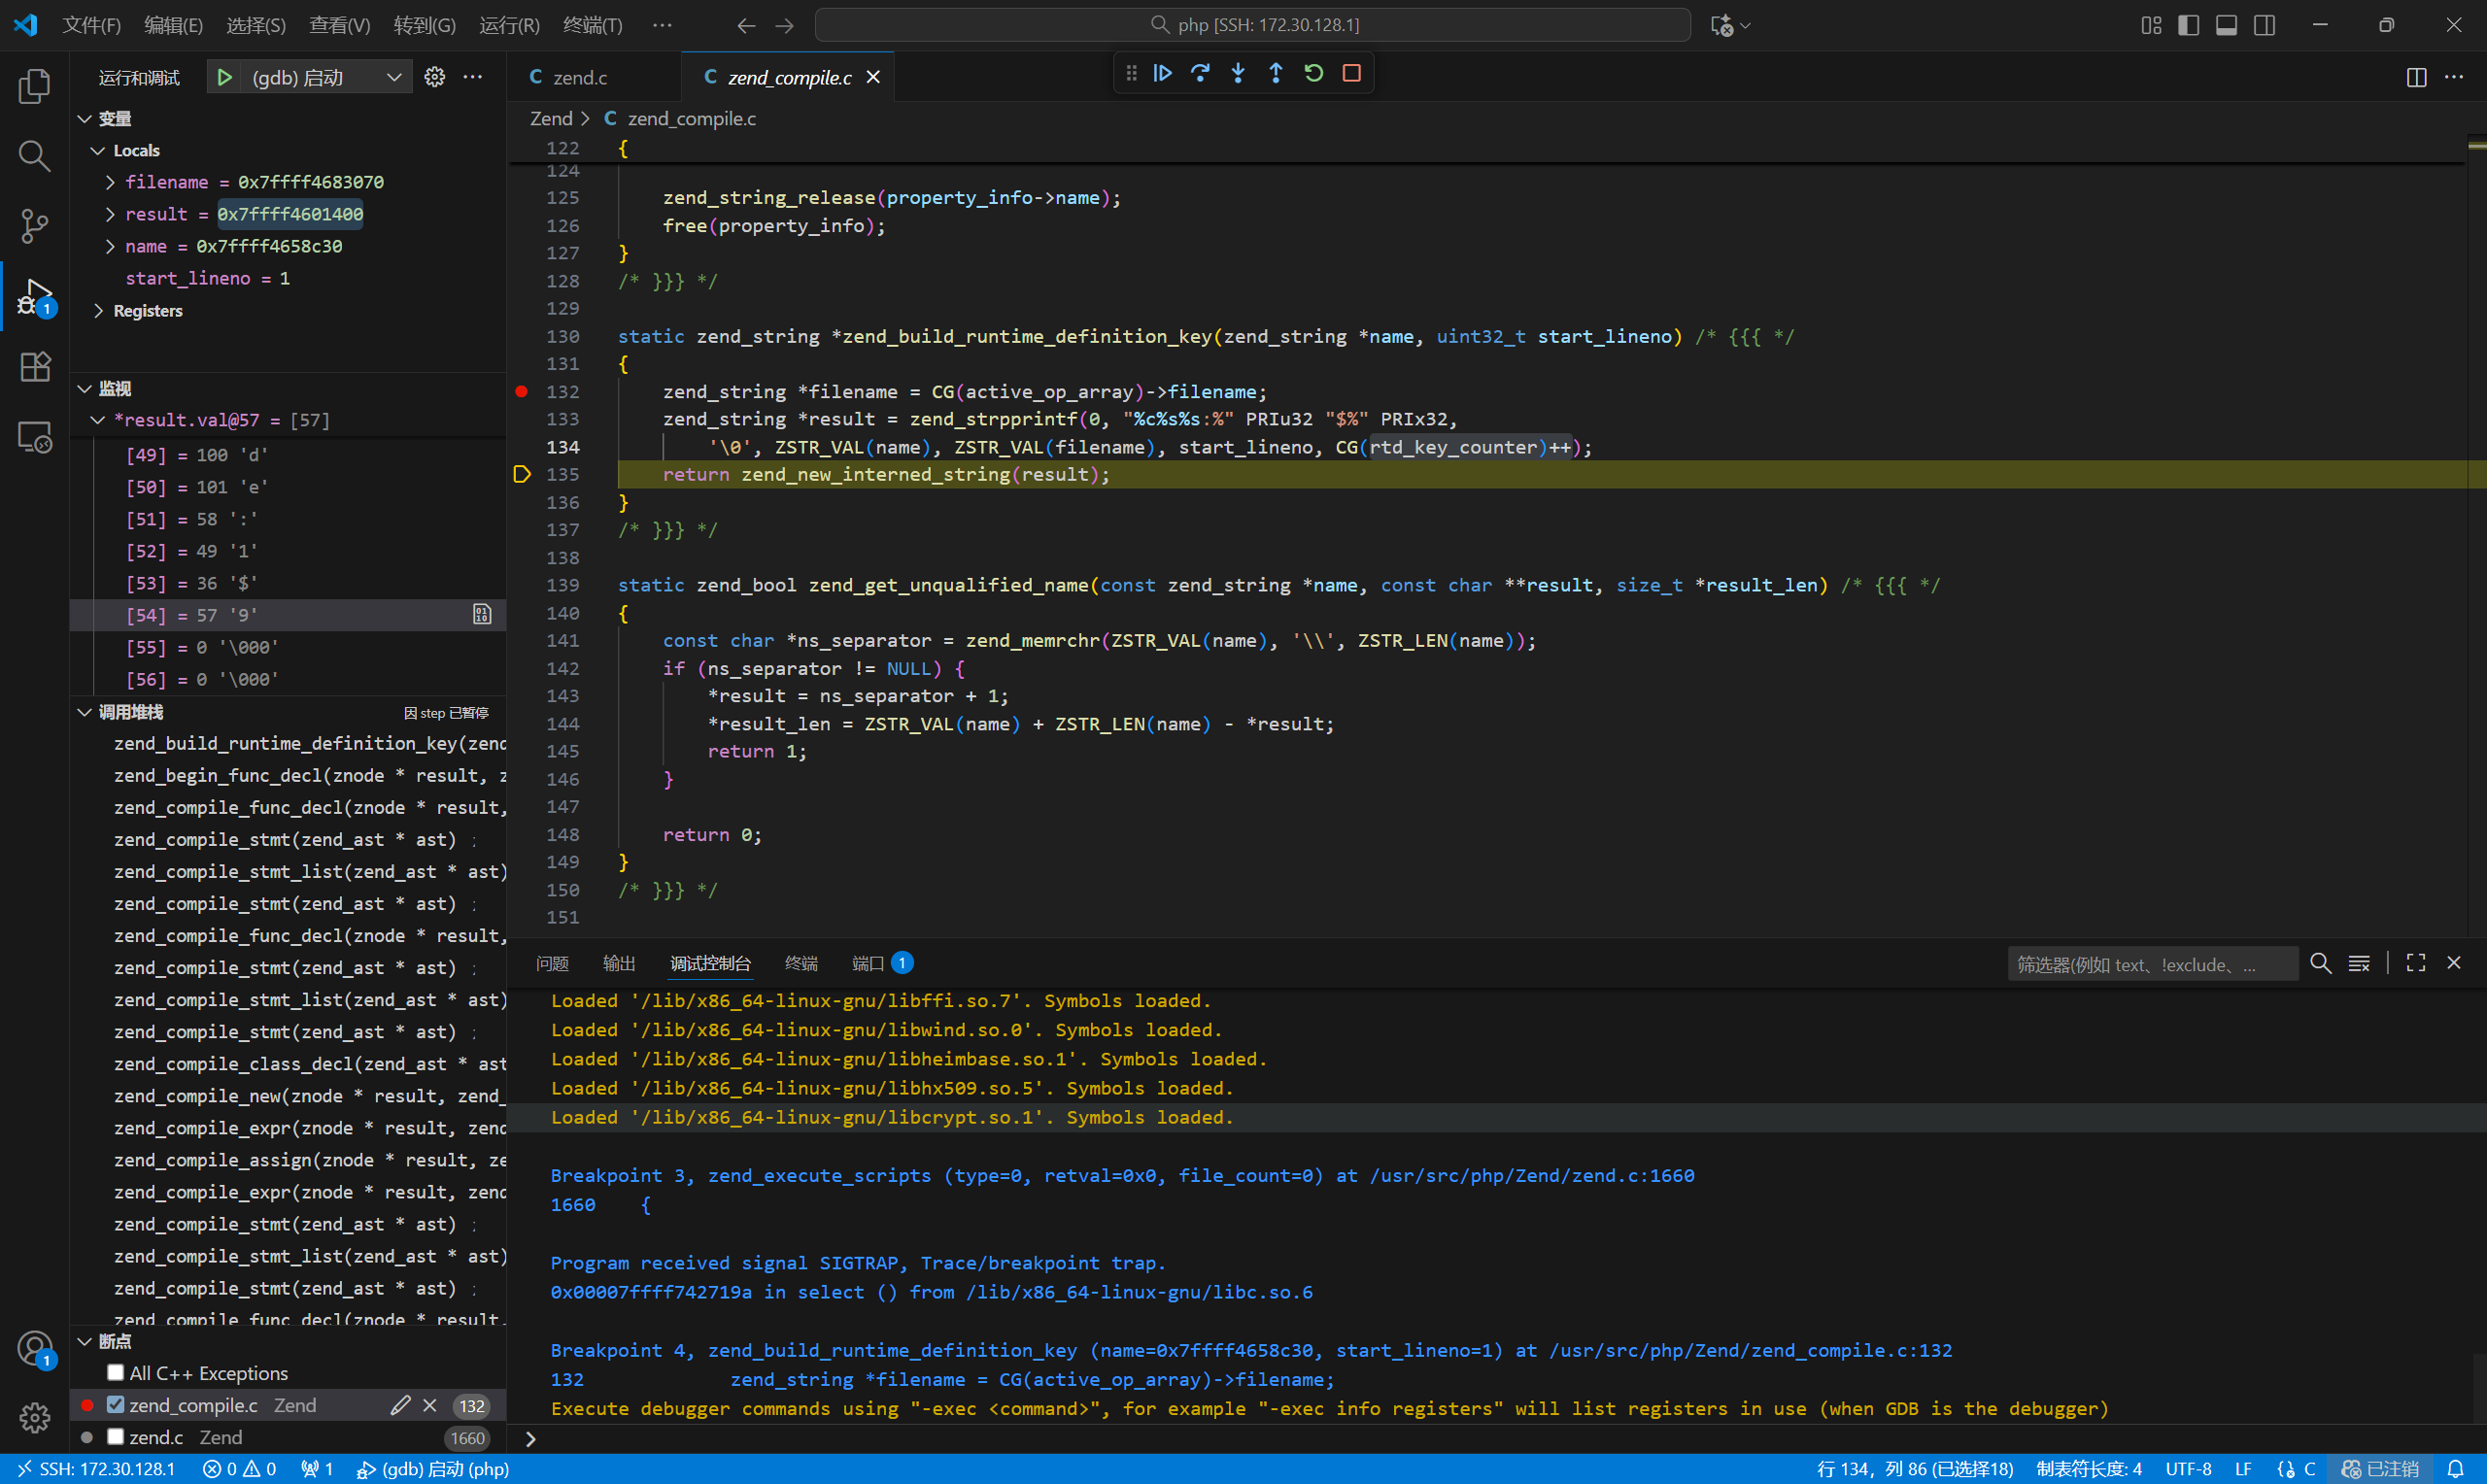 文件(F) 编辑(E) 选择(S) 查看(V) 转到(G) 运行(R) 终端(T) ··· php [SSH: 172.30.128.1]
运行和调试 (gdb) 启动 ···
变量
Locals
filename = 0x7ffff4683070
result = 0x7ffff4601400
name = 0x7ffff4658c30
start_lineno = 1
Registers
监视
*result.val@57 = [57]
[49] = 100 'd'
[50] = 101 'e'
[51] = 58 ':'
[52] = 49 '1'
[53] = 36 '$'
[54] = 57 '9'
[55] = 0 '\000'
[56] = 0 '\000'
调用堆栈 因 step 已暂停
zend_build_runtime_definition_key(zend
zend_begin_func_decl(znode * result, z
zend_compile_func_decl(znode * result,
zend_compile_stmt(zend_ast * ast) :
zend_compile_stmt_list(zend_ast * ast)
zend_compile_stmt(zend_ast * ast) :
zend_compile_func_decl(znode * result,
zend_compile_stmt(zend_ast * ast) :
zend_compile_stmt_list(zend_ast * ast)
zend_compile_stmt(zend_ast * ast) :
zend_compile_class_decl(zend_ast * ast
zend_compile_new(znode * result, zend_
zend_compile_expr(znode * result, zend
zend_compile_assign(znode * result, ze
zend_compile_expr(znode * result, zend
zend_compile_stmt(zend_ast * ast) :
zend_compile_stmt_list(zend_ast * ast)
zend_compile_stmt(zend_ast * ast) :
zend_compile_func_decl(znode * result,
断点
All C++ Exceptions
zend_compile.c Zend 132
zend.c Zend 1660
1
1
C zend.c C zend_compile.c
Zend > C zend_compile.c
122 {
124
125 zend_string_release(property_info->name);
126 free(property_info);
127 }
128 /* }}} */
129
130 static zend_string *zend_build_runtime_definition_key(zend_string *name, uint32_t start_lineno) /* {{{ */
131 {
132 zend_string *filename = CG(active_op_array)->filename;
133 zend_string *result = zend_strpprintf(0, "%c%s%s:%" PRIu32 "$%" PRIx32,
134 '\0', ZSTR_VAL(name), ZSTR_VAL(filename), start_lineno, CG(rtd_key_counter)++);
135 return zend_new_interned_string(result);
136 }
137 /* }}} */
138
139 static zend_bool zend_get_unqualified_name(const zend_string *name, const char **result, size_t *result_len) /* {{{ */
140 {
141 const char *ns_separator = zend_memrchr(ZSTR_VAL(name), '\\', ZSTR_LEN(name));
142 if (ns_separator != NULL) {
143 *result = ns_separator + 1;
144 *result_len = ZSTR_VAL(name) + ZSTR_LEN(name) - *result;
145 return 1;
146 }
147
148 return 0;
149 }
150 /* }}} */
151
问题 输出 调试控制台 终端 端口 1 筛选器(例如 text、!exclude、...
Loaded '/lib/x86_64-linux-gnu/libffi.so.7'. Symbols loaded.
Loaded '/lib/x86_64-linux-gnu/libwind.so.0'. Symbols loaded.
Loaded '/lib/x86_64-linux-gnu/libheimbase.so.1'. Symbols loaded.
Loaded '/lib/x86_64-linux-gnu/libhx509.so.5'. Symbols loaded.
Loaded '/lib/x86_64-linux-gnu/libcrypt.so.1'. Symbols loaded.
Breakpoint 3, zend_execute_scripts (type=0, retval=0x0, file_count=0) at /usr/src/php/Zend/zend.c:1660
1660 {
Program received signal SIGTRAP, Trace/breakpoint trap.
0x00007ffff742719a in select () from /lib/x86_64-linux-gnu/libc.so.6
Breakpoint 4, zend_build_runtime_definition_key (name=0x7ffff4658c30, start_lineno=1) at /usr/src/php/Zend/zend_compile.c:132
132 zend_string *filename = CG(active_op_array)->filename;
Execute debugger commands using "-exec <command>", for example "-exec info registers" will list registers in use (when GDB is the debugger)
SSH: 172.30.128.1 0 0 1 (gdb) 启动 (php) 行 134，列 86 (已选择18) 制表符长度: 4 UTF-8 LF C 已注销